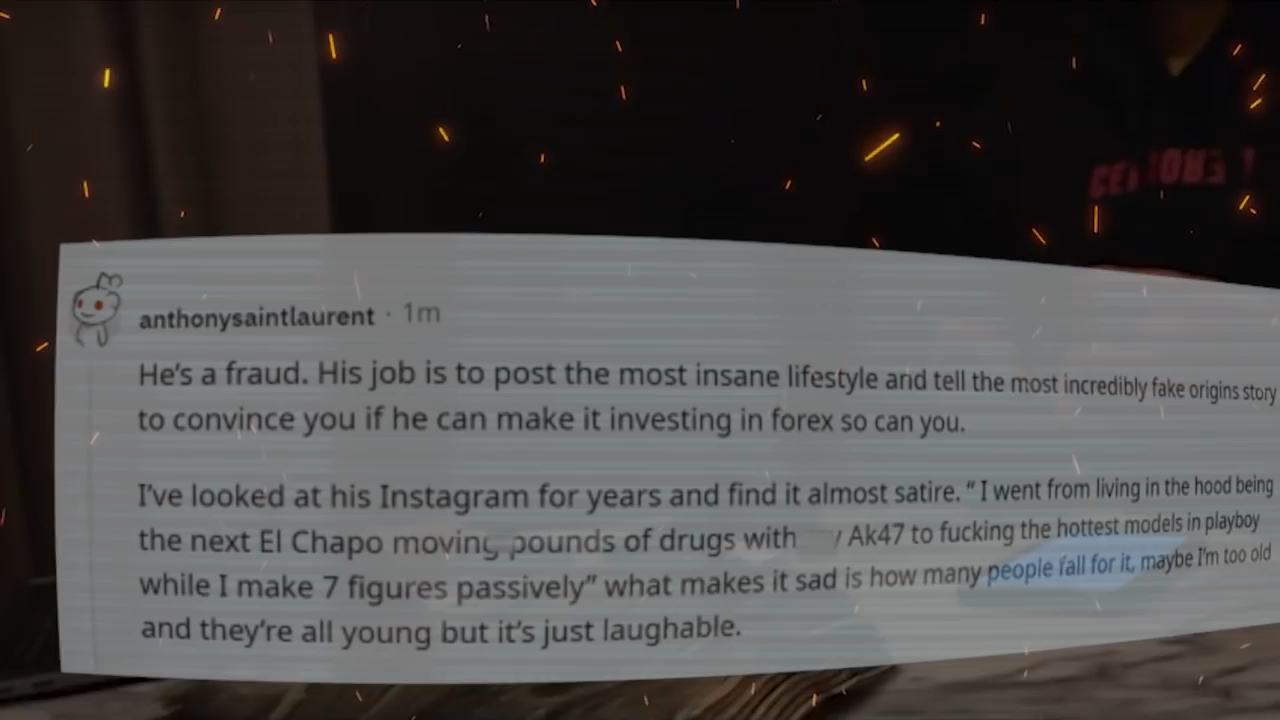 anthonysaintlaurent · 1m
He's a fraud. His job is to post the most insane lifestyle and tell the most incredibly fake origins story
to convince you if he can make it investing in forex so can you.
I've looked at his Instagram for years and find it almost satire. “ I went from living in the hood being
the next El Chapo moving pounds of drugs with Ak47 to fucking the hottest models in playboy
while I make 7 figures passively” what makes it sad is how many people fall for it, maybe I'm too old
and they're all young but it's just laughable.